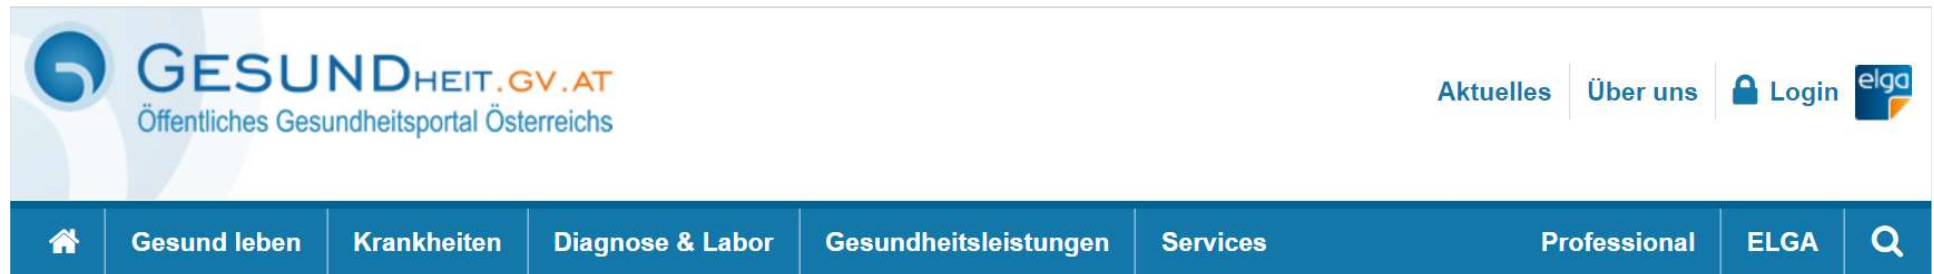 GESUNDHEIT.GV.AT
Öffentliches Gesundheitsportal Österreichs
Aktuelles Über uns Login elga
Gesund leben Krankheiten Diagnose & Labor Gesundheitsleistungen Services Professional ELGA